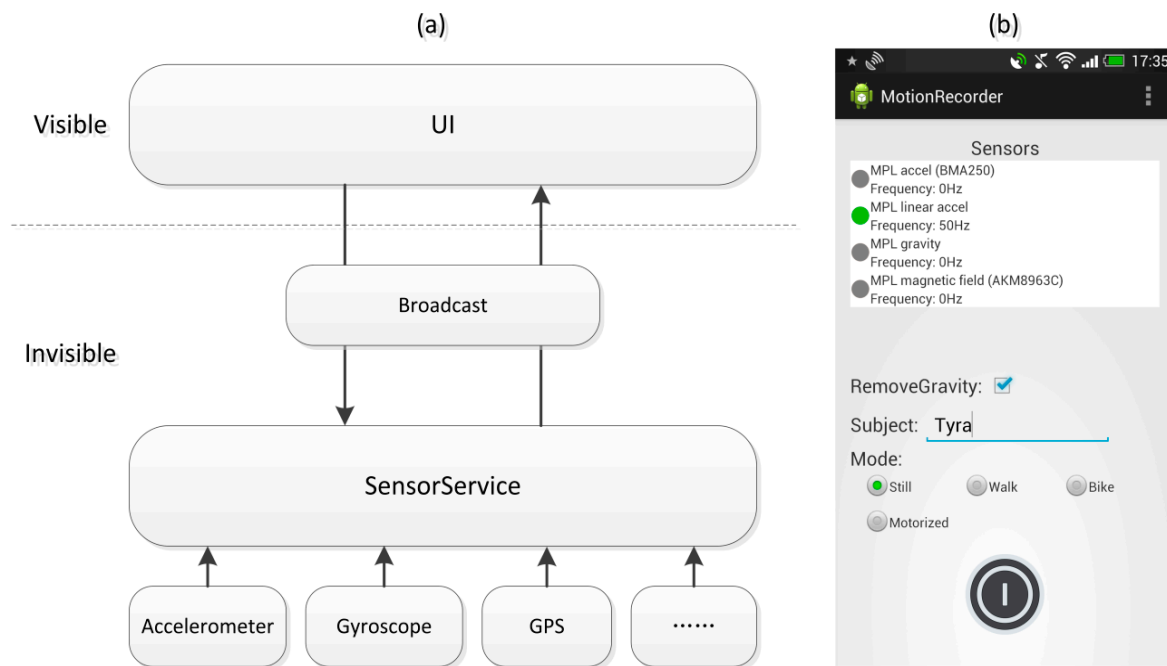 (a)
Visible
UI
Broadcast
Invisible
SensorService
Accelerometer
Gyroscope
GPS
……
(b)
17:35
MotionRecorder
Sensors
MPL accel (BMA250)
Frequency: 0Hz
MPL linear accel
Frequency: 50Hz
MPL gravity
Frequency: 0Hz
MPL magnetic field (AKM8963C)
Frequency: 0Hz
RemoveGravity:
Subject: Tyra
Mode:
Still Walk Bike
Motorized